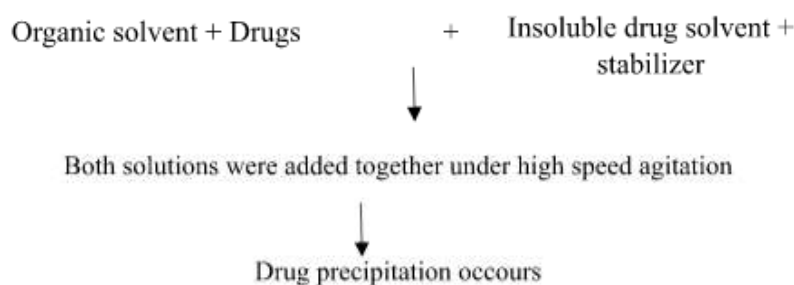 Organic solvent + Drugs + Insoluble drug solvent +
stabilizer
Both solutions were added together under high speed agitation
Drug precipitation occours